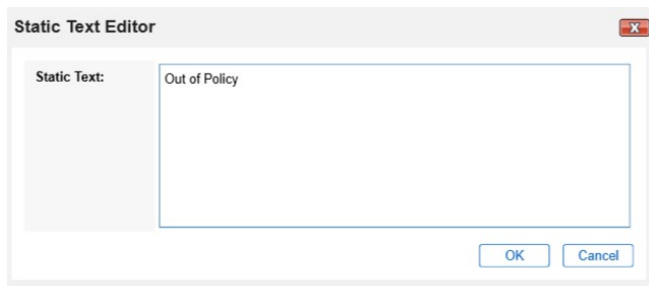 Static Text Editor
X
Static Text:
Out of Policy
OK
Cancel